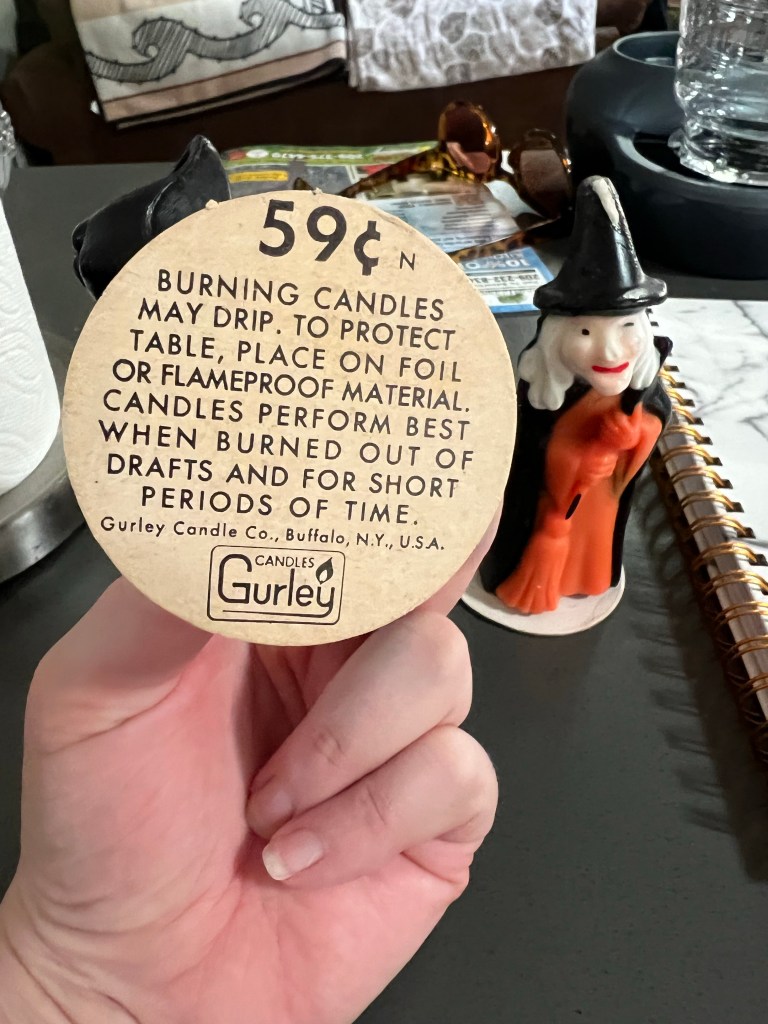 59¢ N
BURNING CANDLES
MAY DRIP. TO PROTECT
TABLE, PLACE ON FOIL
OR FLAMEPROOF MATERIAL.
CANDLES PERFORM BEST
WHEN BURNED OUT OF
DRAFTS AND FOR SHORT
PERIODS OF TIME.
Gurley Candle Co., Buffalo, N.Y., U.S.A.
CANDLES
Gurley